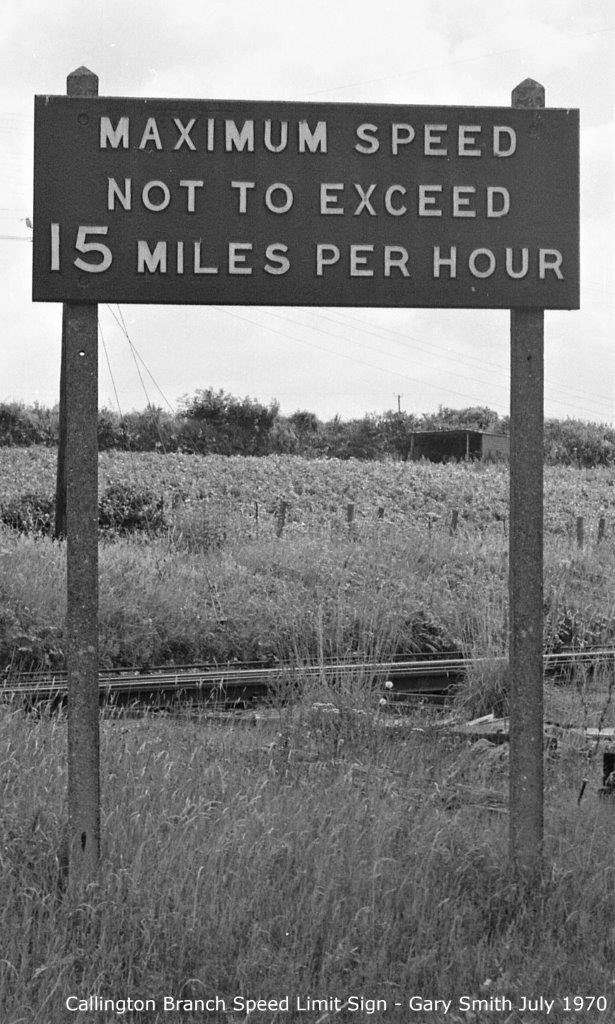 MAXIMUM SPEED
NOT TO EXCEED
15 MILES PER HOUR
Callington Branch Speed Limit Sign - Gary Smith July 1970